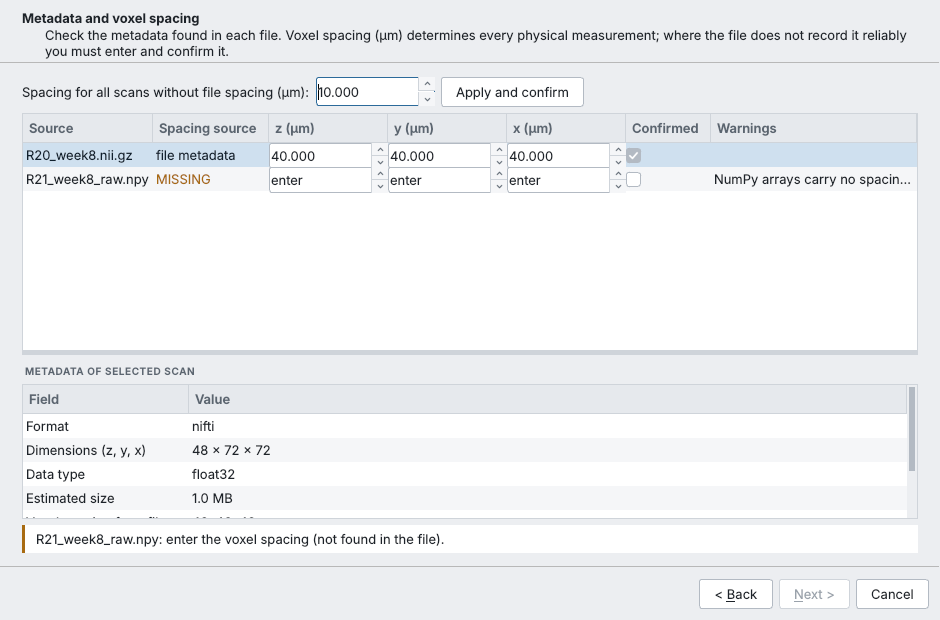 Metadata and voxel spacing
Check the metadata found in each file. Voxel spacing (µm) determines every physical measurement; where the file does not record it reliably
you must enter and confirm it.
Spacing for all scans without file spacing (µm): 10.000 Apply and confirm
Source Spacing source z (µm) y (µm) x (µm) Confirmed Warnings
R20_week8.nii.gz file metadata 40.000 40.000 40.000
R21_week8_raw.npy MISSING enter enter enter NumPy arrays carry no spacin...
METADATA OF SELECTED SCAN
Field Value
Format nifti
Dimensions (z, y, x) 48 × 72 × 72
Data type float32
Estimated size 1.0 MB
R21_week8_raw.npy: enter the voxel spacing (not found in the file).
< Back Next > Cancel